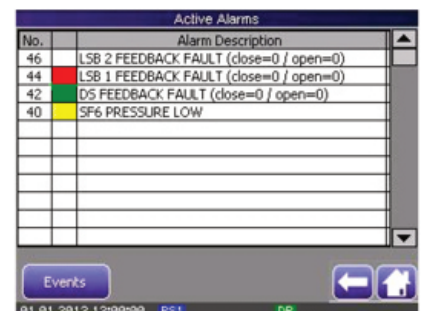 Active Alarms
No. Alarm Description
46 LSB 2 FEEDBACK FAULT (close=0 / open=0)
44 LSB 1 FEEDBACK FAULT (close=0 / open=0)
42 DS FEEDBACK FAULT (close=0 / open=0)
40 SF6 PRESSURE LOW
Events